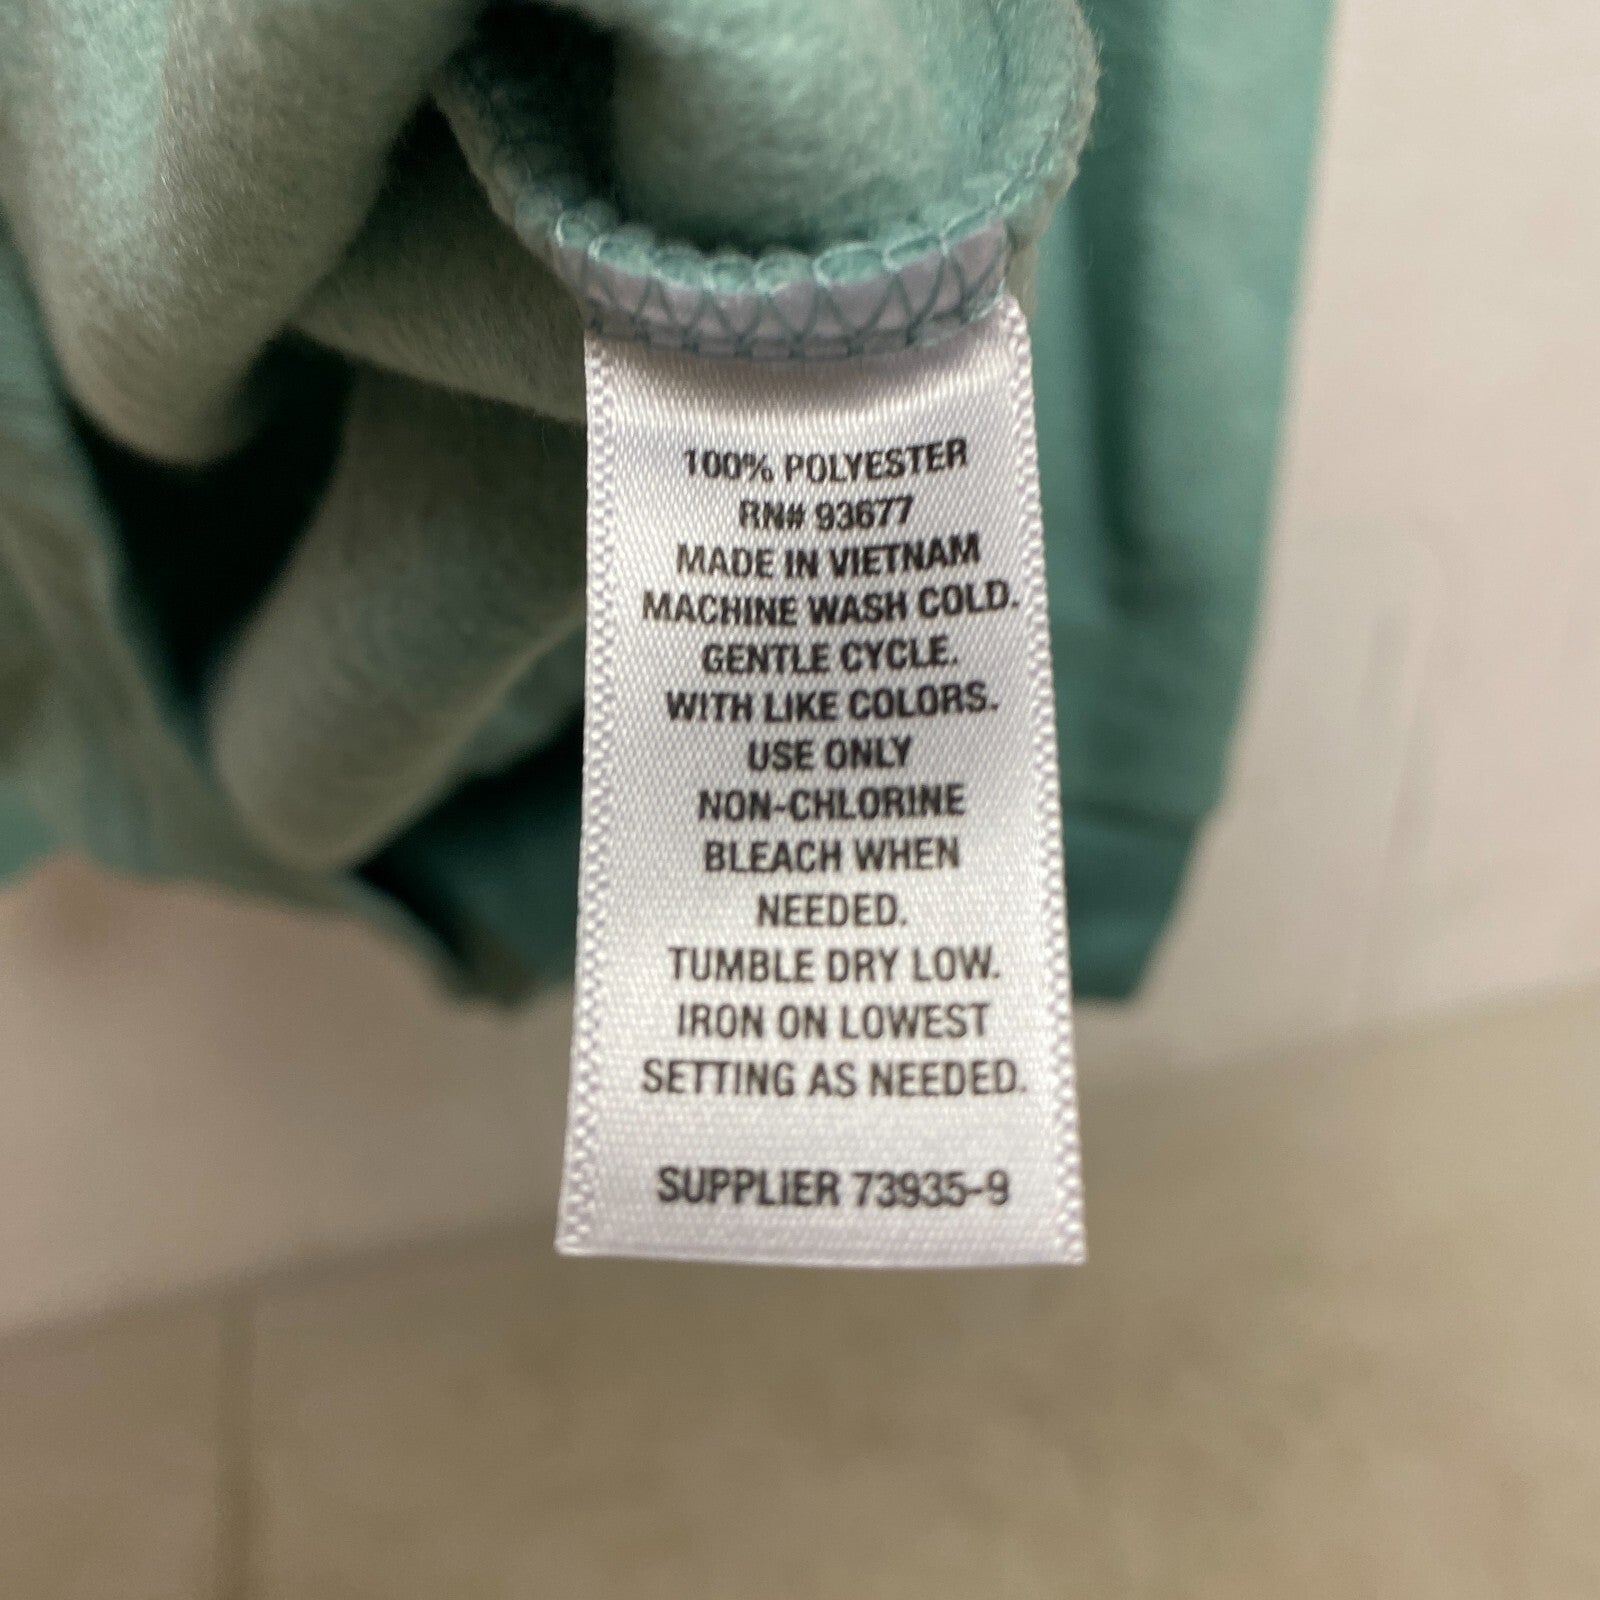 100% POLYESTER
RN# 93677
MADE IN VIETNAM
MACHINE WASH COLD.
GENTLE CYCLE.
WITH LIKE COLORS.
USE ONLY
NON-CHLORINE
BLEACH WHEN
NEEDED.
TUMBLE DRY LOW.
IRON ON LOWEST
SETTING AS NEEDED.
SUPPLIER 73935-9